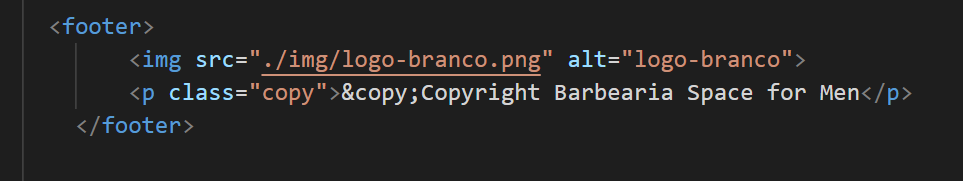 <footer>
<img src="./img/logo-branco.png" alt="logo-branco">
<p class="copy">&copy;Copyright Barbearia Space for Men</p>
</footer>